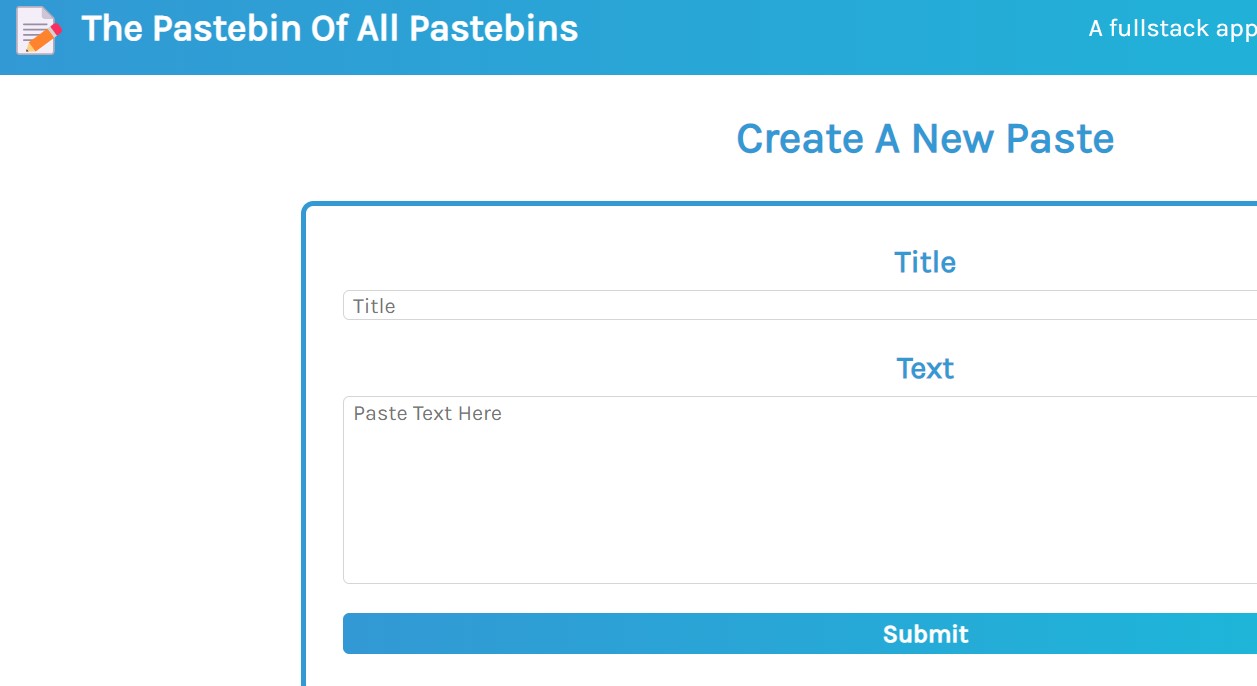 The Pastebin Of All Pastebins
A fullstack app
Create A New Paste
Title
Title
Text
Paste Text Here
Submit